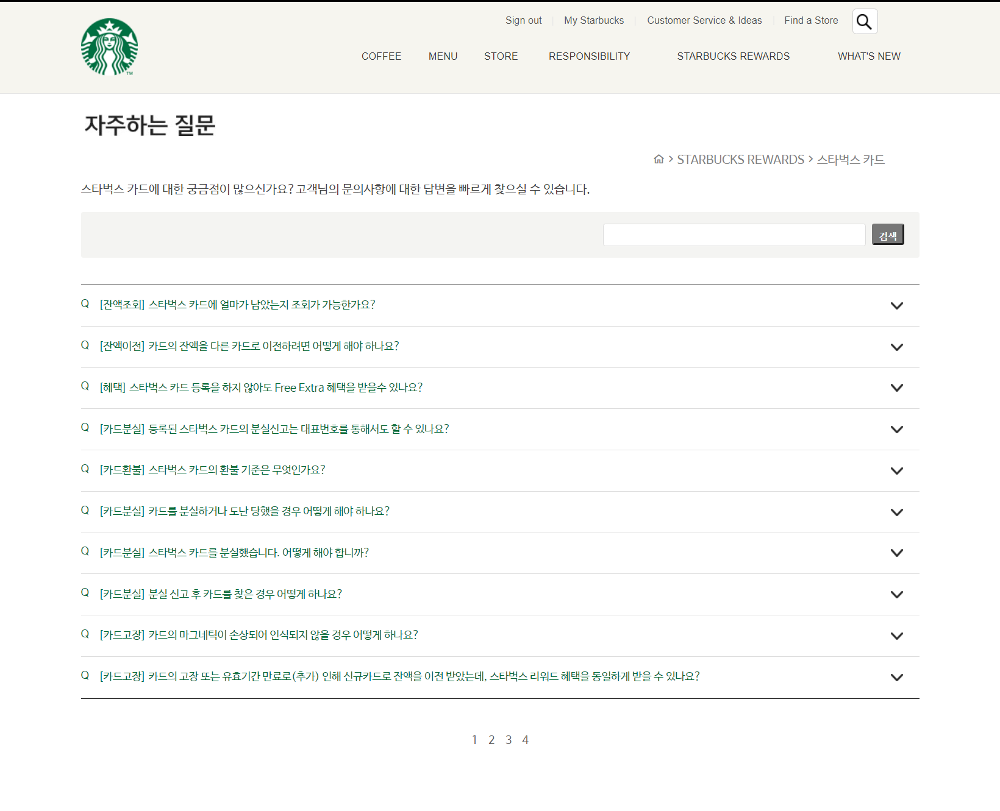 Sign out My Starbucks Customer Service & Ideas Find a Store
COFFEE MENU STORE RESPONSIBILITY STARBUCKS REWARDS WHAT'S NEW
TM
자주하는 질문
STARBUCKS REWARDS 스타벅스 카드
스타벅스 카드에 대한 궁금점이 많으신가요? 고객님의 문의사항에 대한 답변을 빠르게 찾으실 수 있습니다.
검색
Q [잔액조회] 스타벅스 카드에 얼마가 남았는지 조회가 가능한가요?
Q [잔액이전] 카드의 잔액을 다른 카드로 이전하려면 어떻게 해야 하나요?
Q [혜택] 스타벅스 카드 등록을 하지 않아도 Free Extra 혜택을 받을수 있나요?
Q [카드분실] 등록된 스타벅스 카드의 분실신고는 대표번호를 통해서도 할 수 있나요?
Q [카드환불] 스타벅스 카드의 환불 기준은 무엇인가요?
Q [카드분실] 카드를 분실하거나 도난 당했을 경우 어떻게 해야 하나요?
Q [카드분실] 스타벅스 카드를 분실했습니다. 어떻게 해야 합니까?
Q [카드분실] 분실 신고 후 카드를 찾은 경우 어떻게 하나요?
Q [카드고장] 카드의 마그네틱이 손상되어 인식되지 않을 경우 어떻게 하나요?
Q [카드고장] 카드의 고장 또는 유효기간 만료로(추가) 인해 신규카드로 잔액을 이전 받았는데, 스타벅스 리워드 혜택을 동일하게 받을 수 있나요?
1 2 3 4